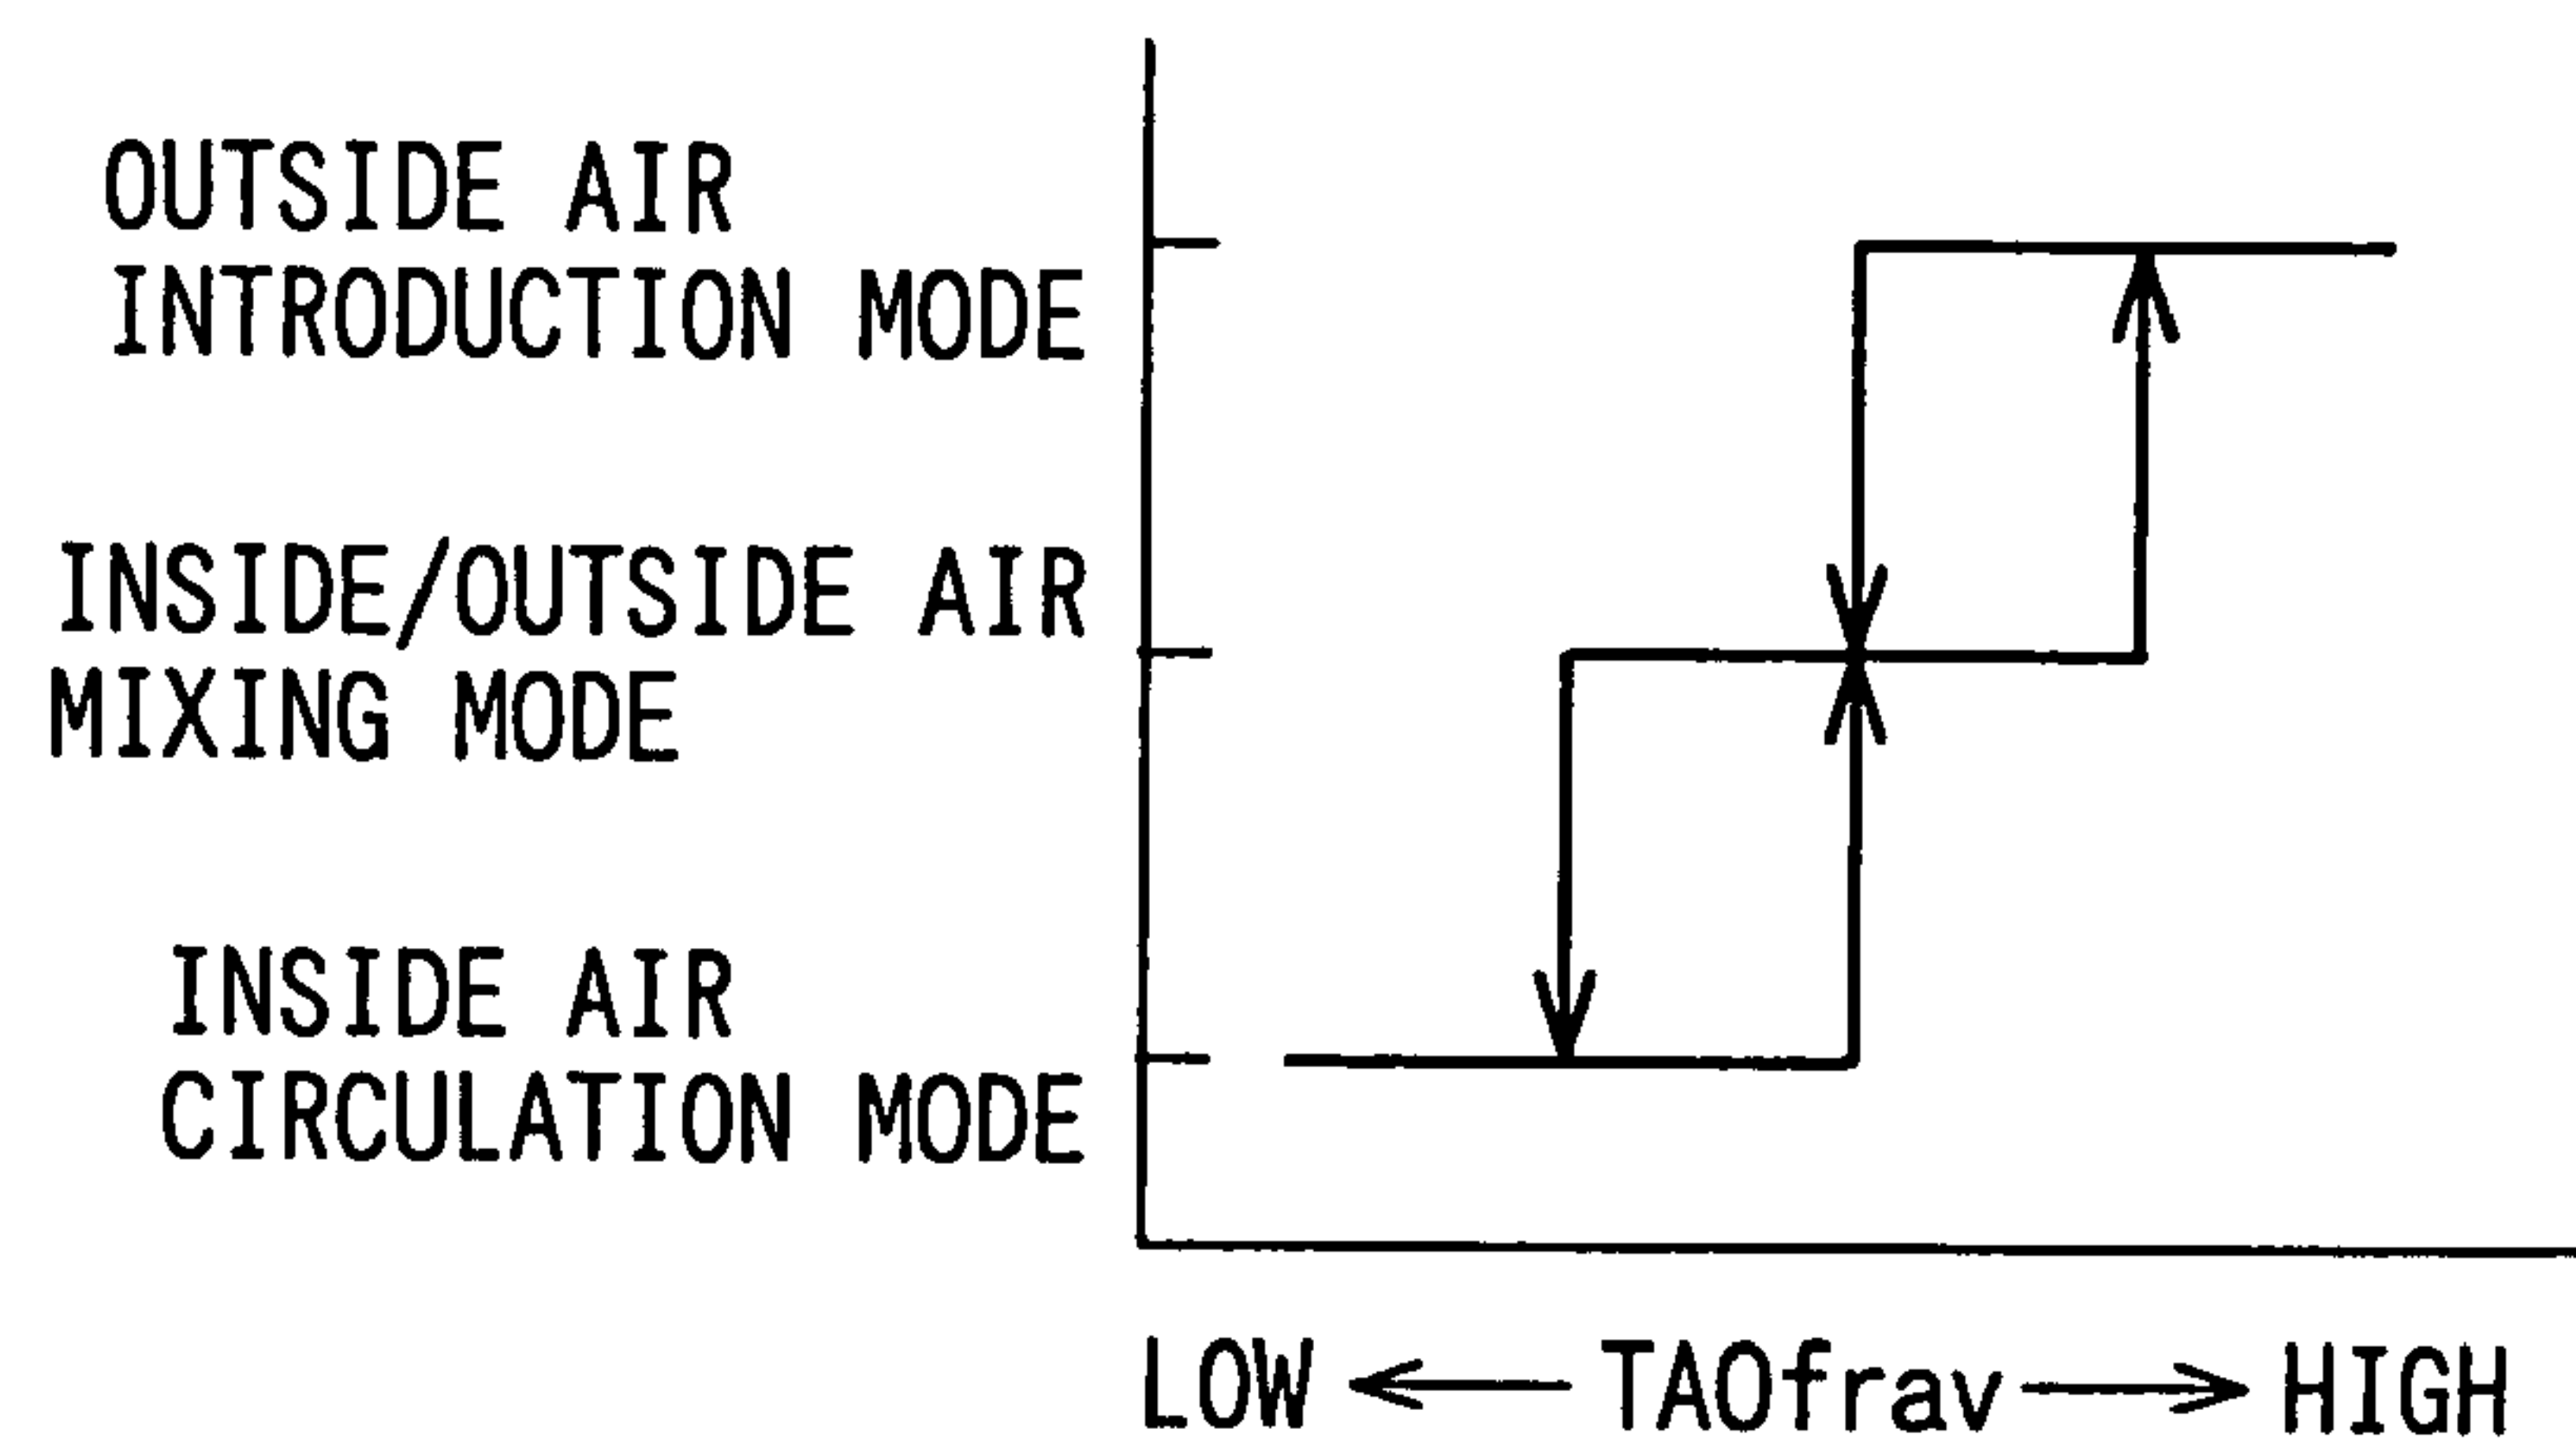 OUTSIDE AIR
INTRODUCTION MODE
INSIDE/OUTSIDE AIR
MIXING MODE
INSIDE AIR
CIRCULATION MODE
LOW ← TAOfrav → HIGH